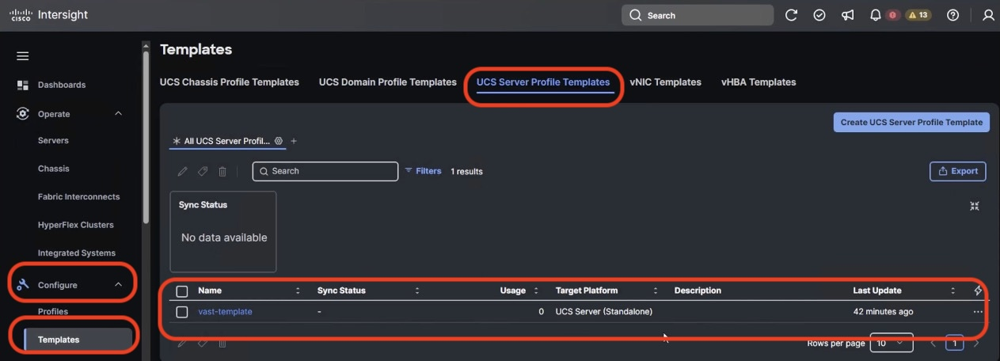 CISCO Intersight
Search
13
Templates
UCS Chassis Profile Templates UCS Domain Profile Templates UCS Server Profile Templates vNIC Templates vHBA Templates
Dashboards
Operate
Servers
Chassis
Fabric Interconnects
HyperFlex Clusters
Integrated Systems
Configure
Profiles
Templates
Create UCS Server Profile Template
All UCS Server Profil... +
Search Filters 1 results Export
Sync Status
No data available
Name Sync Status Usage Target Platform Description Last Update
vast-template - 0 UCS Server (Standalone) 42 minutes ago ...
Rows per page 10 1